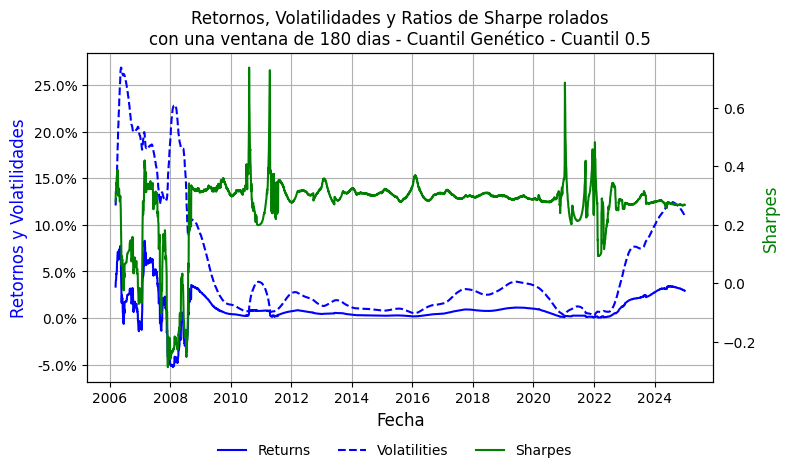 Retornos, Volatilidades y Ratios de Sharpe rolados
con una ventana de 180 dias - Cuantil Genético - Cuantil 0.5
Retornos y Volatilidades
25.0%
20.0%
15.0%
10.0%
5.0%
0.0%
-5.0%
0.6
0.4
0.2
0.0
−0.2
Sharpes
2006 2008 2010 2012 2014 2016 2018 2020 2022 2024
Fecha
Returns Volatilities Sharpes